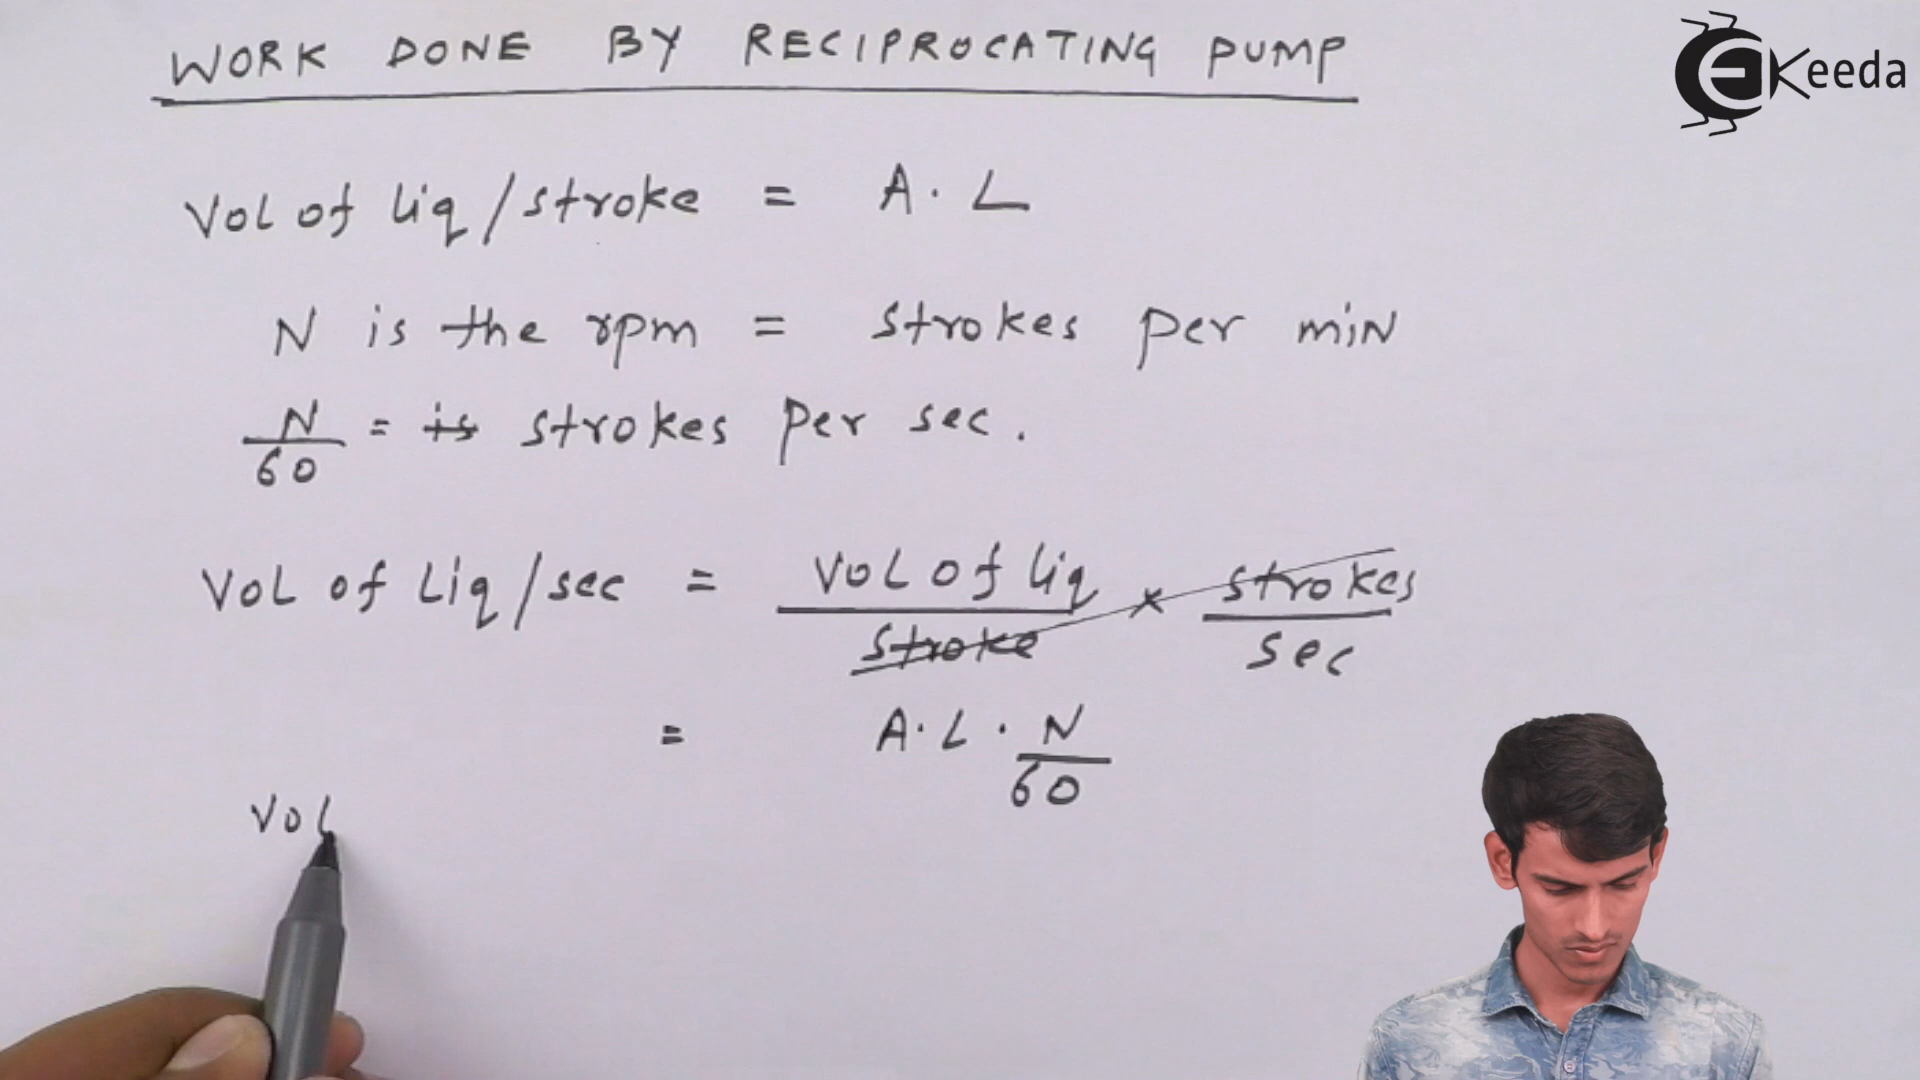 WORK DONE BY RECIPROCATING PUMP
EKeeda
Vol of liq/stroke = A. L
N is the rpm = strokes per min
N/60 = is strokes per sec.
Vol of Liq/sec = Vol of liq/stroke × strokes/sec
= A.L. N/60
Vol